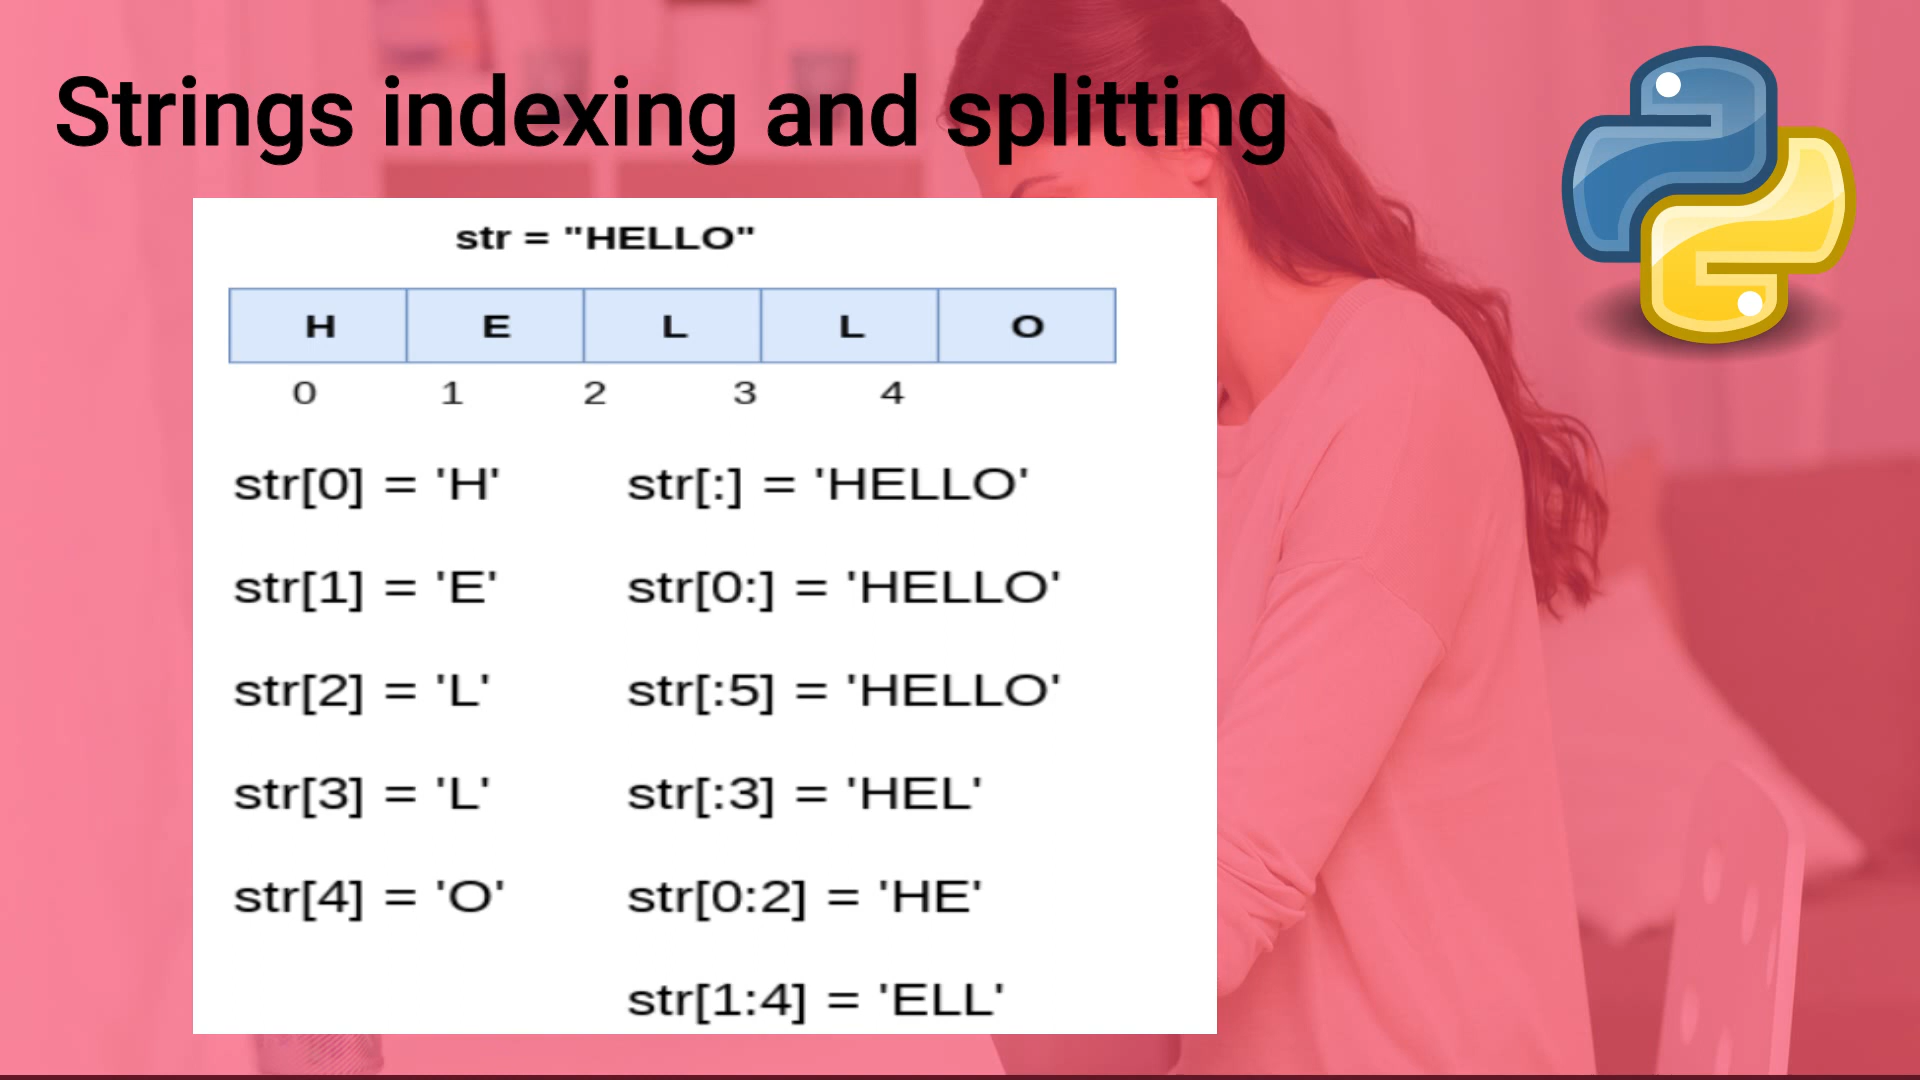 Strings indexing and splitting
str = "HELLO"
H E L L O
0 1 2 3 4
str[0] = 'H' str[:] = 'HELLO'
str[1] = 'E' str[0:] = 'HELLO'
str[2] = 'L' str[:5] = 'HELLO'
str[3] = 'L' str[:3] = 'HEL'
str[4] = 'O' str[0:2] = 'HE'
str[1:4] = 'ELL'